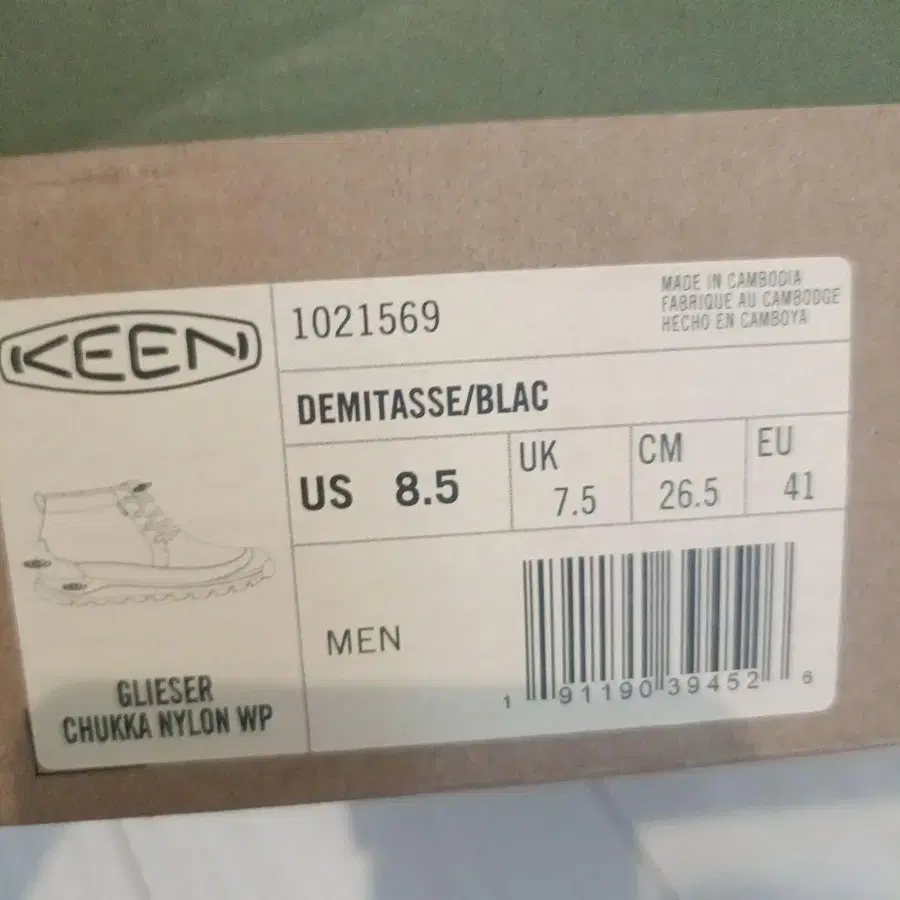 KEEN
1021569
MADE IN CAMBODIA
FABRIQUE AU CAMBODGE
HECHO EN CAMBOYA
DEMITASSE/BLAC
US 8.5
UK 7.5
CM 26.5
EU 41
MEN
GLIESER
CHUKKA NYLON WP
1 91190 39452 6